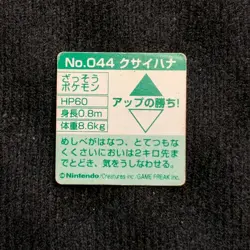 No.044 クサイハナ
ざっそう
ポケモン
HP60
身長0.8m
体重8.6kg
アップの勝ち!
めしべがはなつ、とてつもな
くくさいにおいは2キロ先ま
でとどき、気をうしなわせる。
©Nintendo/Creatures inc./GAME FREAK inc.